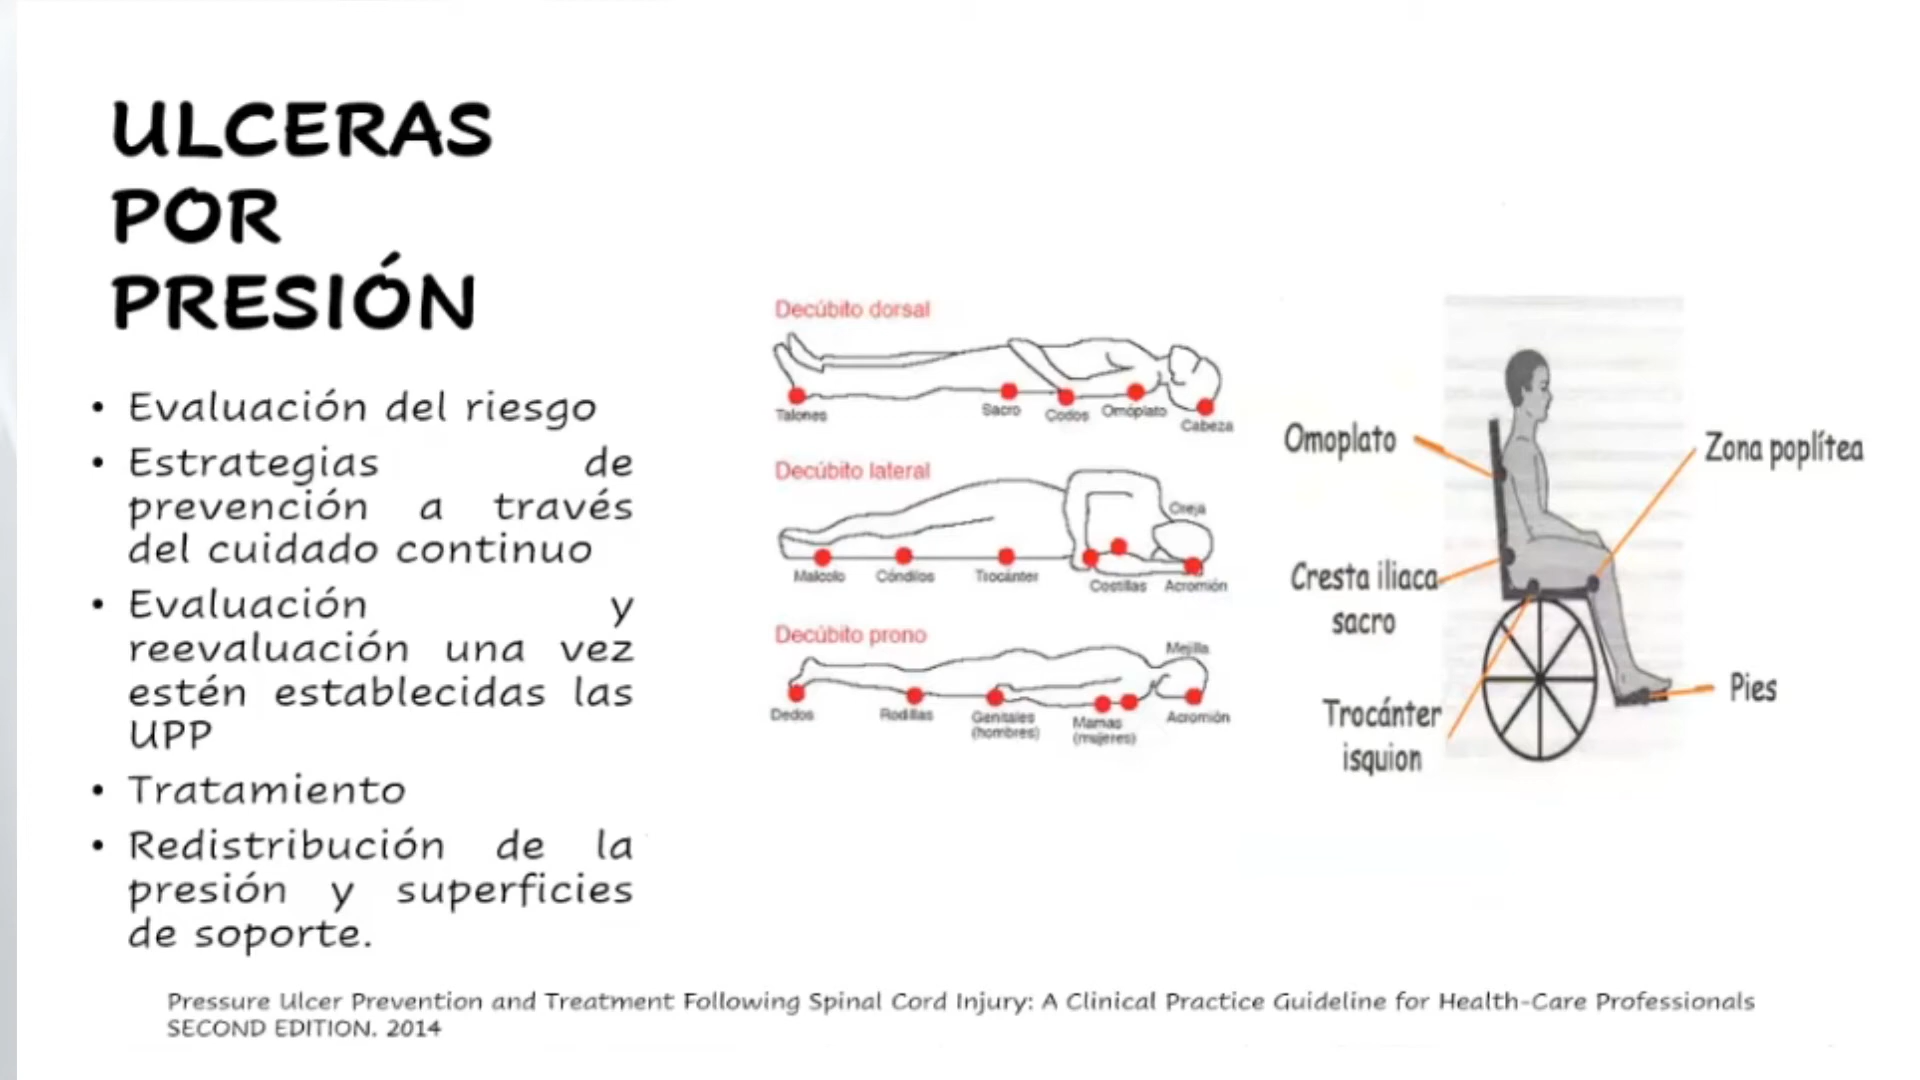 ULCERAS
POR
PRESIÓN
• Evaluación del riesgo
• Estrategias de
prevención a través
del cuidado continuo
• Evaluación y
reevaluación una vez
estén establecidas las
UPP
• Tratamiento
• Redistribución de la
presión y superficies
de soporte.
Decúbito dorsal
Talones
Sacro
Codos
Omóplato
Cabeza
Decúbito lateral
Oreja
Malcolo
Cóndilos
Trocánter
Costillas
Acromión
Decúbito prono
Mejilla
Dedos
Rodillas
Genitales
(hombres)
Mamas
(mujeres)
Acromión
Omoplato
Zona poplítea
Cresta iliaca
sacro
Trocánter
isquion
Pies
Pressure Ulcer Prevention and Treatment Following Spinal Cord Injury: A Clinical Practice Guideline for Health-Care Professionals
SECOND EDITION. 2014